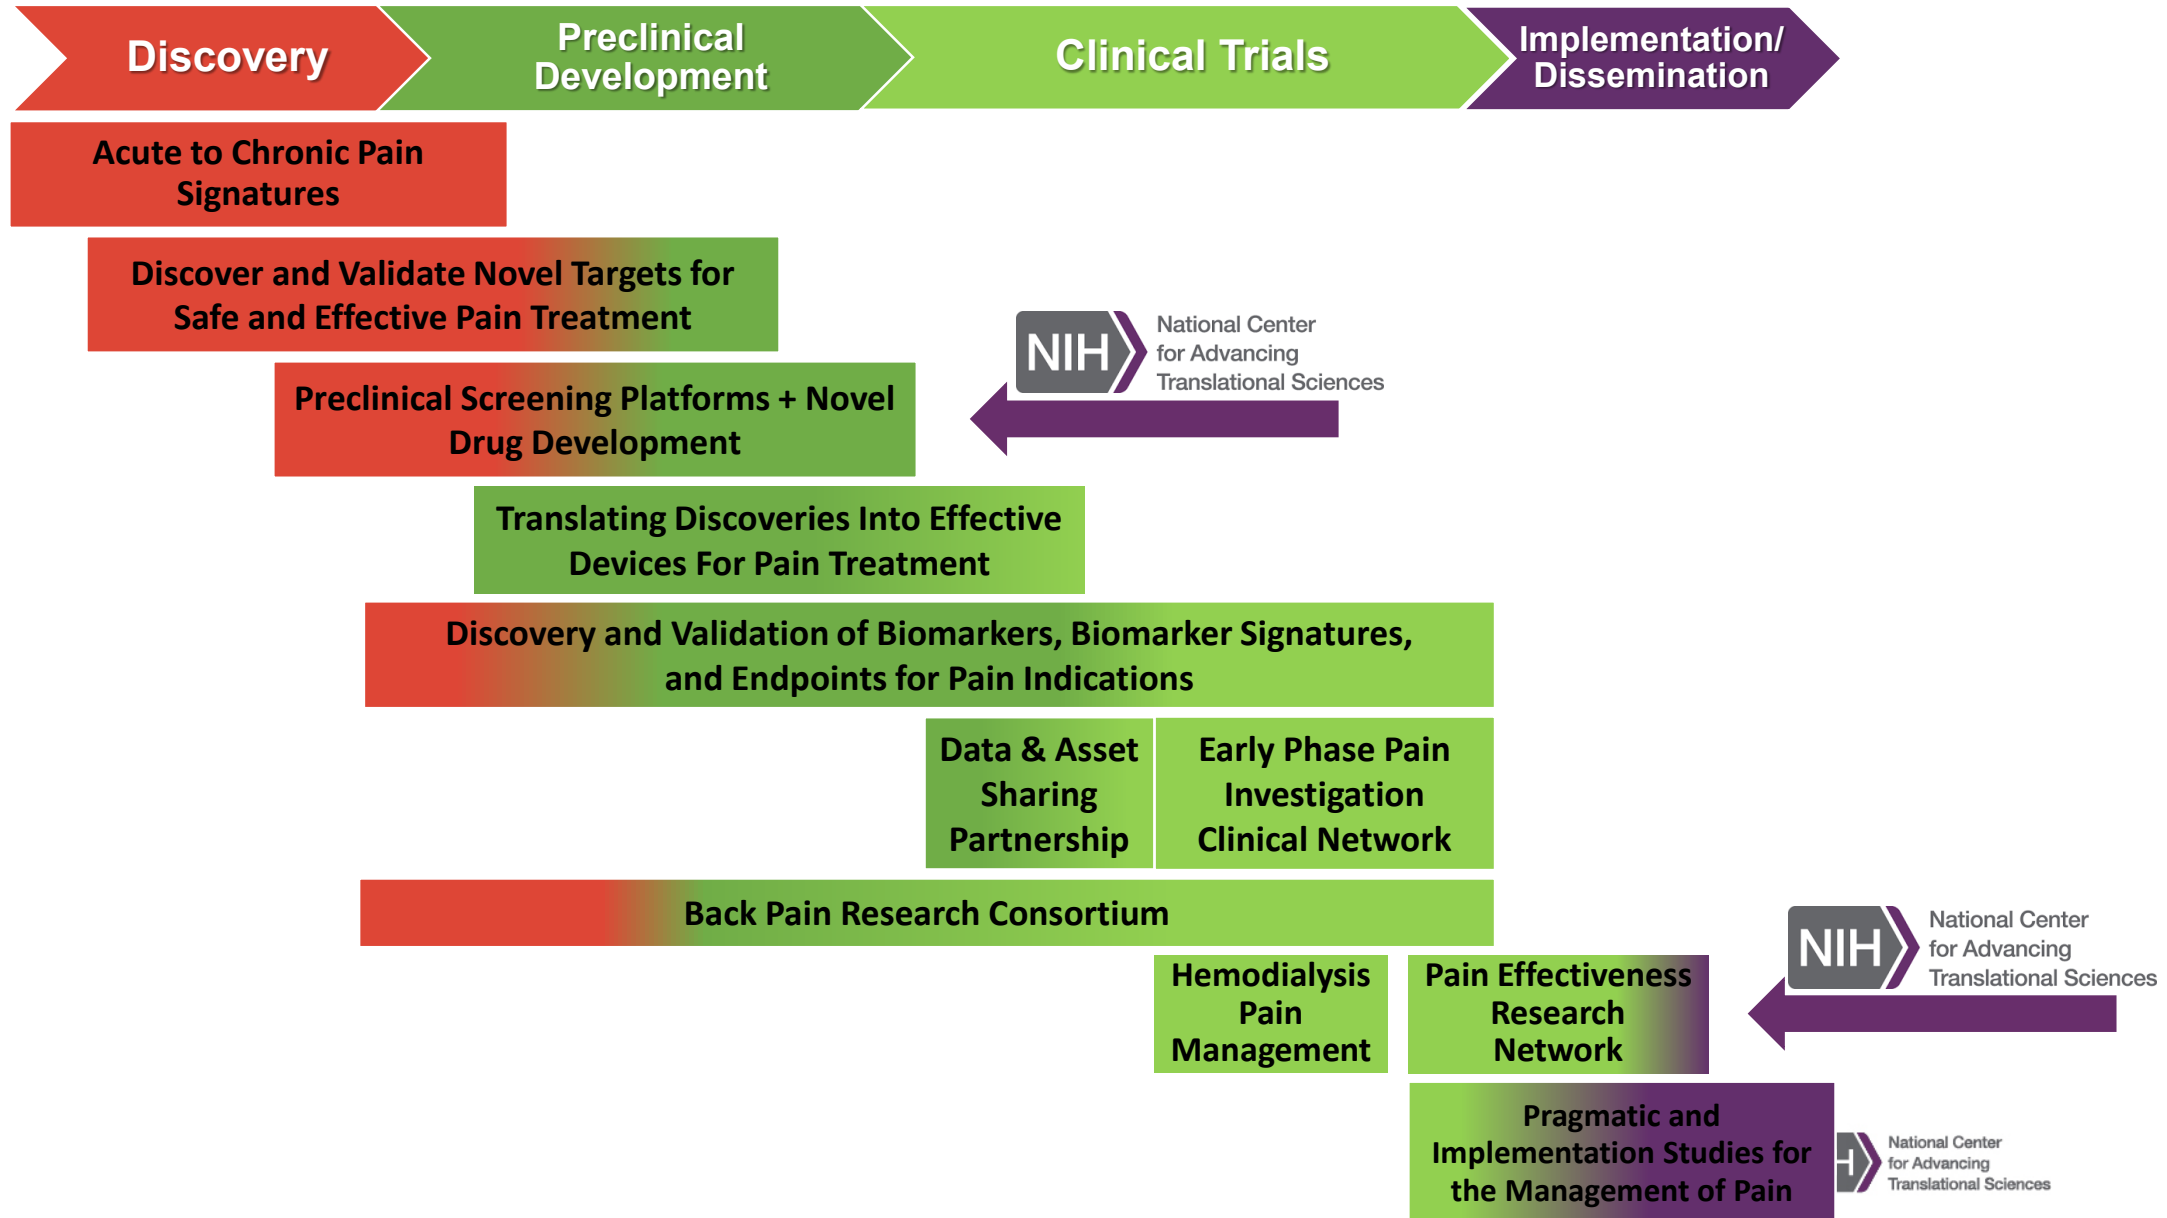 Discovery
Preclinical
Development
Clinical Trials
Implementation/
Dissemination
Acute to Chronic Pain
Signatures
Discover and Validate Novel Targets for
Safe and Effective Pain Treatment
NIH
National Center
for Advancing
Translational Sciences
Preclinical Screening Platforms + Novel
Drug Development
Translating Discoveries Into Effective
Devices For Pain Treatment
Discovery and Validation of Biomarkers, Biomarker Signatures,
and Endpoints for Pain Indications
Data & Asset
Sharing
Partnership
Early Phase Pain
Investigation
Clinical Network
Back Pain Research Consortium
NIH
National Center
for Advancing
Translational Sciences
Hemodialysis
Pain
Management
Pain Effectiveness
Research
Network
Pragmatic and
Implementation Studies for
the Management of Pain
H
National Center
for Advancing
Translational Sciences